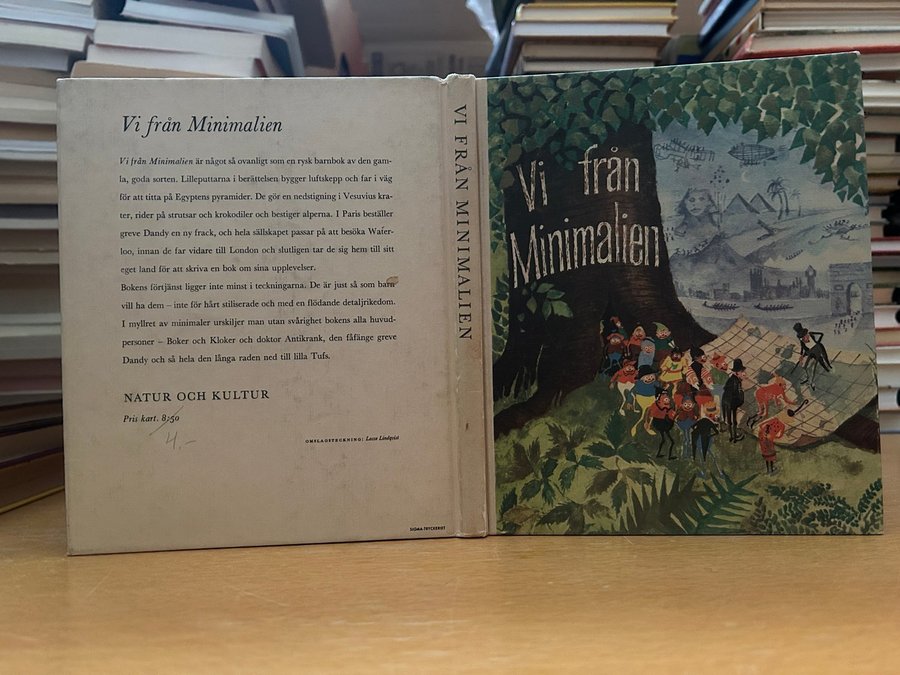 Vi från Minimalien
Vi från Minimalien är något så ovanligt som en rysk barnbok av den gam-
la, goda sorten. Lilleputtarna i berättelsen bygger luftskepp och far i väg
för att titta på Egyptens pyramider. De gör en nedstigning i Vesuvius kra-
ter, rider på strutsar och krokodiler och bestiger alperna. I Paris beställer
greve Dandy en ny frack, och hela sällskapet passar på att besöka Water-
loo, innan de far vidare till London och slutligen tar de sig hem till sitt
eget land för att skriva en bok om sina upplevelser.
Bokens förtjänst ligger inte minst i teckningarna. De är just så som barn
vill ha dem – inte för hårt stiliserade och med en flödande detaljrikedom.
I myllret av minimaler urskiljer man utan svårighet bokens alla huvud-
personer – Boker och Kloker och doktor Antikrank, den fåfänge greve
Dandy och så hela den långa raden ned till lilla Tufs.
NATUR OCH KULTUR
Pris kart. 8:50
4.-
OMSLAGSTECKNING: Lasse Lindqvist
SIGMA-TRYCKERIET
VI FRÅN MINIMALIEN
Vi från
Minimalien